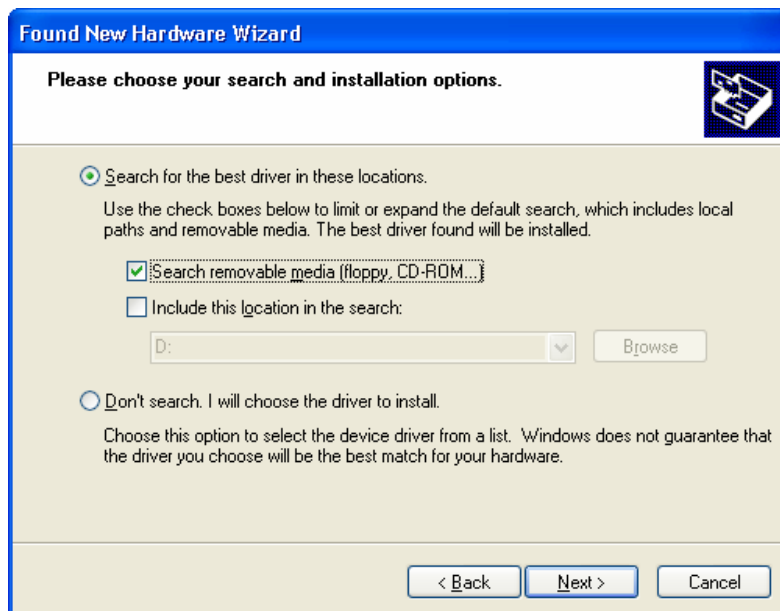 Found New Hardware Wizard
Please choose your search and installation options.
Search for the best driver in these locations.
Use the check boxes below to limit or expand the default search, which includes local
paths and removable media. The best driver found will be installed.
Search removable media (floppy, CD-ROM...)
Include this location in the search:
D:
Browse
Don't search. I will choose the driver to install.
Choose this option to select the device driver from a list. Windows does not guarantee that
the driver you choose will be the best match for your hardware.
< Back
Next >
Cancel